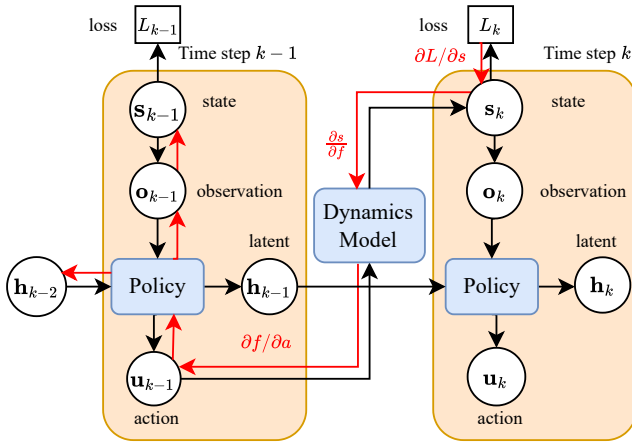 loss L_{k-1}
Time step k − 1
s_{k-1} state
o_{k-1} observation
latent
h_{k-2} Policy h_{k-1}
u_{k-1}
action
∂s/∂f
Dynamics
Model
∂f/∂a
loss L_k
∂L/∂s Time step k
s_k state
o_k observation
latent
Policy h_k
u_k
action